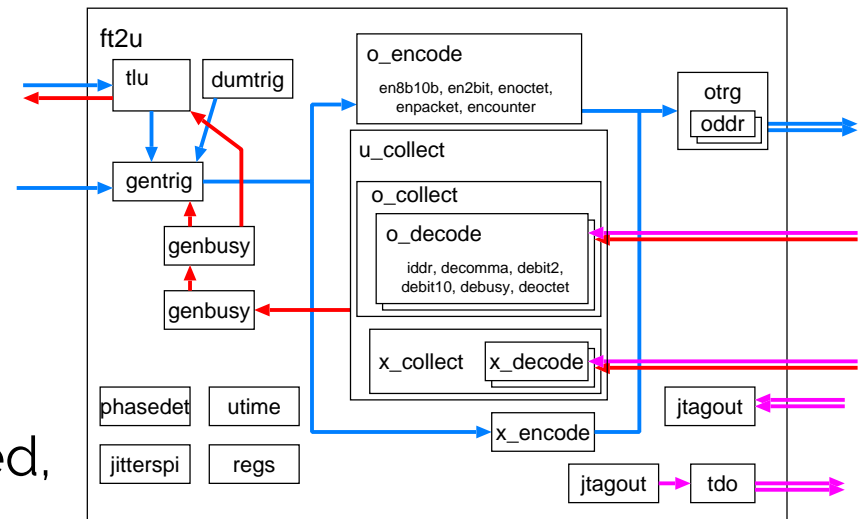 ft2u
tlu
dumtrig
gentrig
genbusy
genbusy
o_encode
en8b10b, en2bit, enoctet,
enpacket, encounter
u_collect
o_collect
o_decode
iddr, decomma, debit2,
debit10, debusy, deoctet
x_collect
x_decode
x_encode
otrg
oddr
phasedet
utime
jitterspi
regs
jtagout
jtagout
tdo
ed,